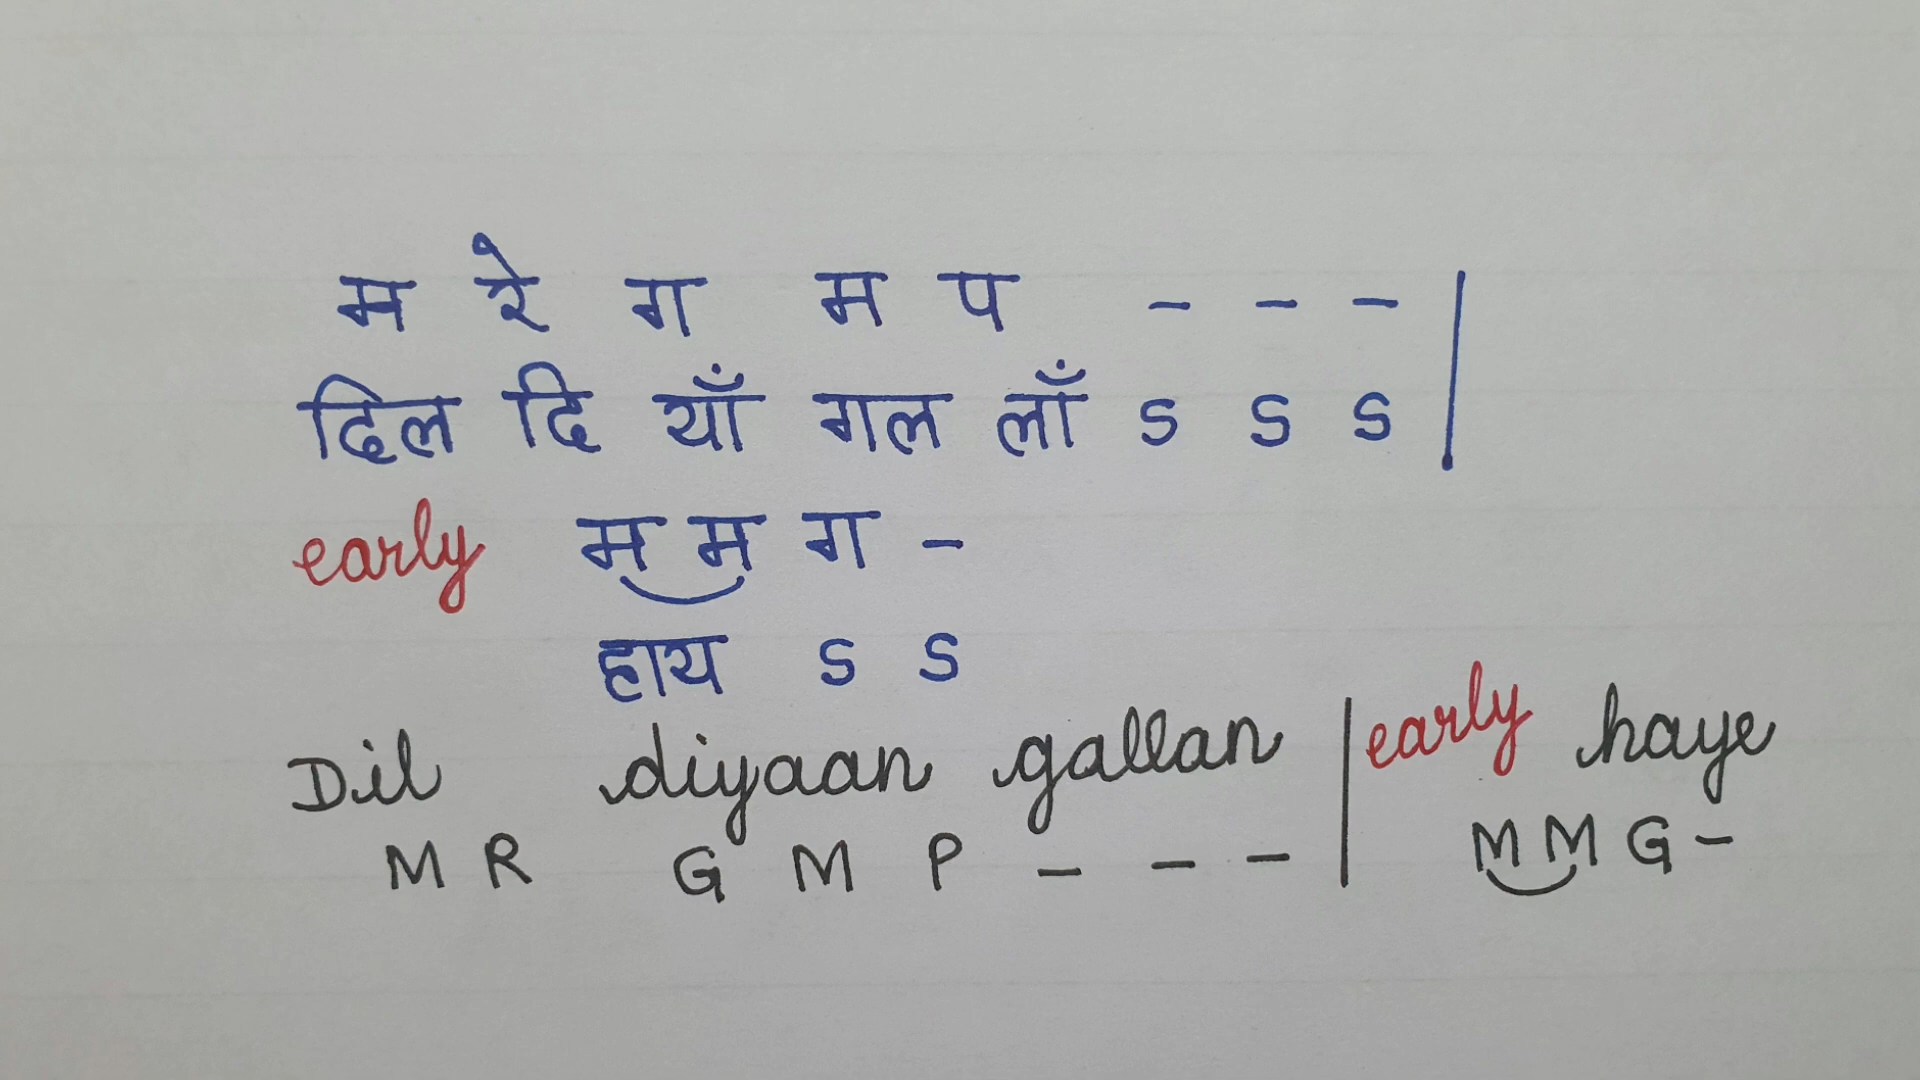 म रे ग म प - - - |
दिल दि याँ गल लाँ S S S |
early म म ग -
हाय S S
Dil diyaan gallan | early haye
M R G M P - - - | M M G -